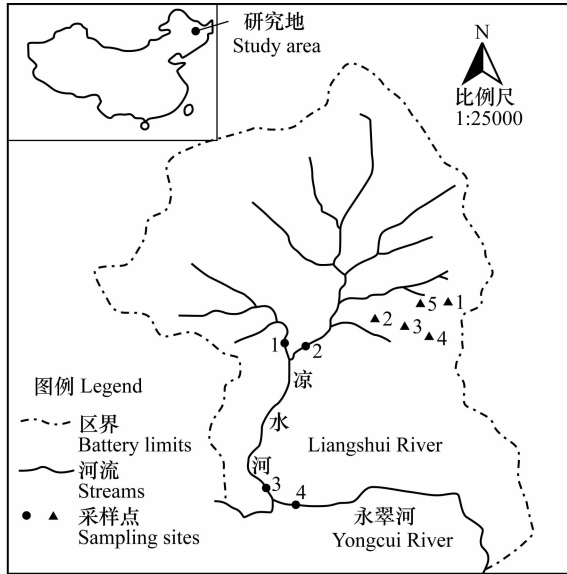 研究地
Study area
N
比例尺
1:25000
5
1
2
3
4
1
2
凉
水
河
Liangshui River
3
4
永翠河
Yongcui River
图例 Legend
区界
Battery limits
河流
Streams
采样点
Sampling sites